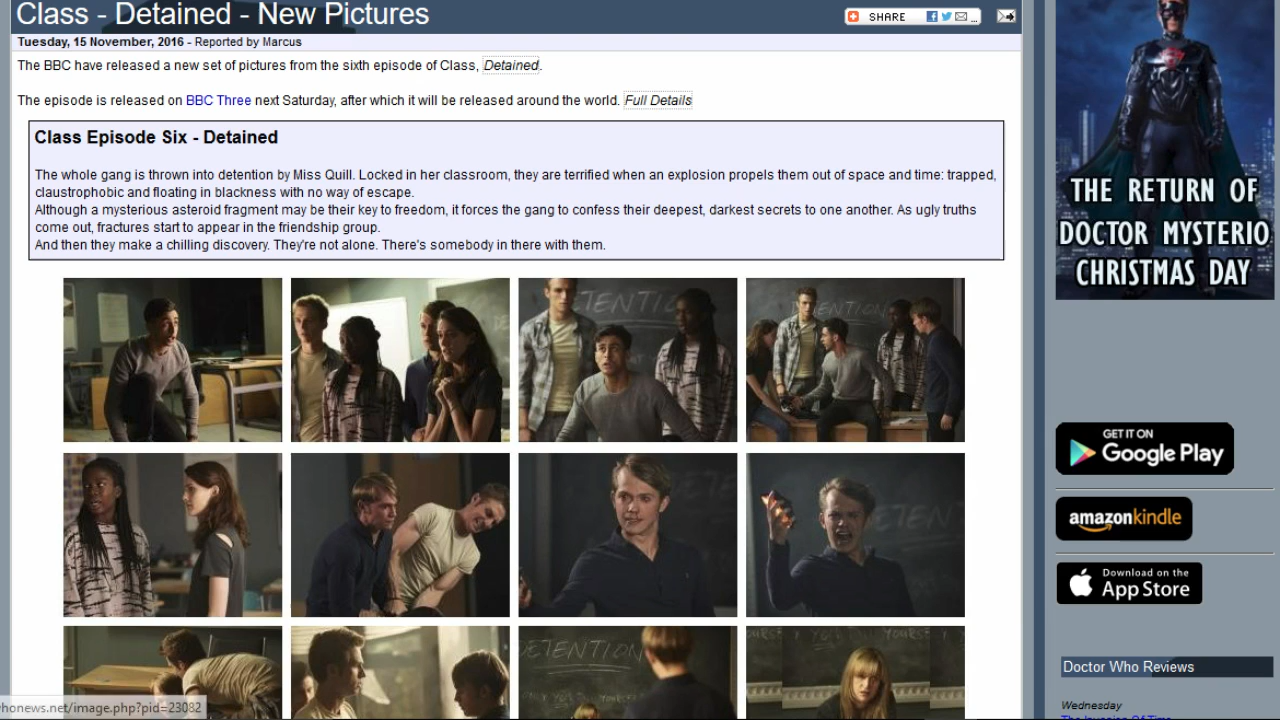 Class - Detained - New Pictures
SHARE
Tuesday, 15 November, 2016 - Reported by Marcus
The BBC have released a new set of pictures from the sixth episode of Class, Detained.
The episode is released on BBC Three next Saturday, after which it will be released around the world. Full Details
Class Episode Six - Detained
The whole gang is thrown into detention by Miss Quill. Locked in her classroom, they are terrified when an explosion propels them out of space and time: trapped,
claustrophobic and floating in blackness with no way of escape.
Although a mysterious asteroid fragment may be their key to freedom, it forces the gang to confess their deepest, darkest secrets to one another. As ugly truths
come out, fractures start to appear in the friendship group.
And then they make a chilling discovery. They're not alone. There's somebody in there with them.
DETENTION
honews.net/image.php?pid=23082
THE RETURN OF
DOCTOR MYSTERIO
CHRISTMAS DAY
GET IT ON
Google Play
amazonkindle
Download on the
App Store
Doctor Who Reviews
Wednesday
The Invasion Of Time